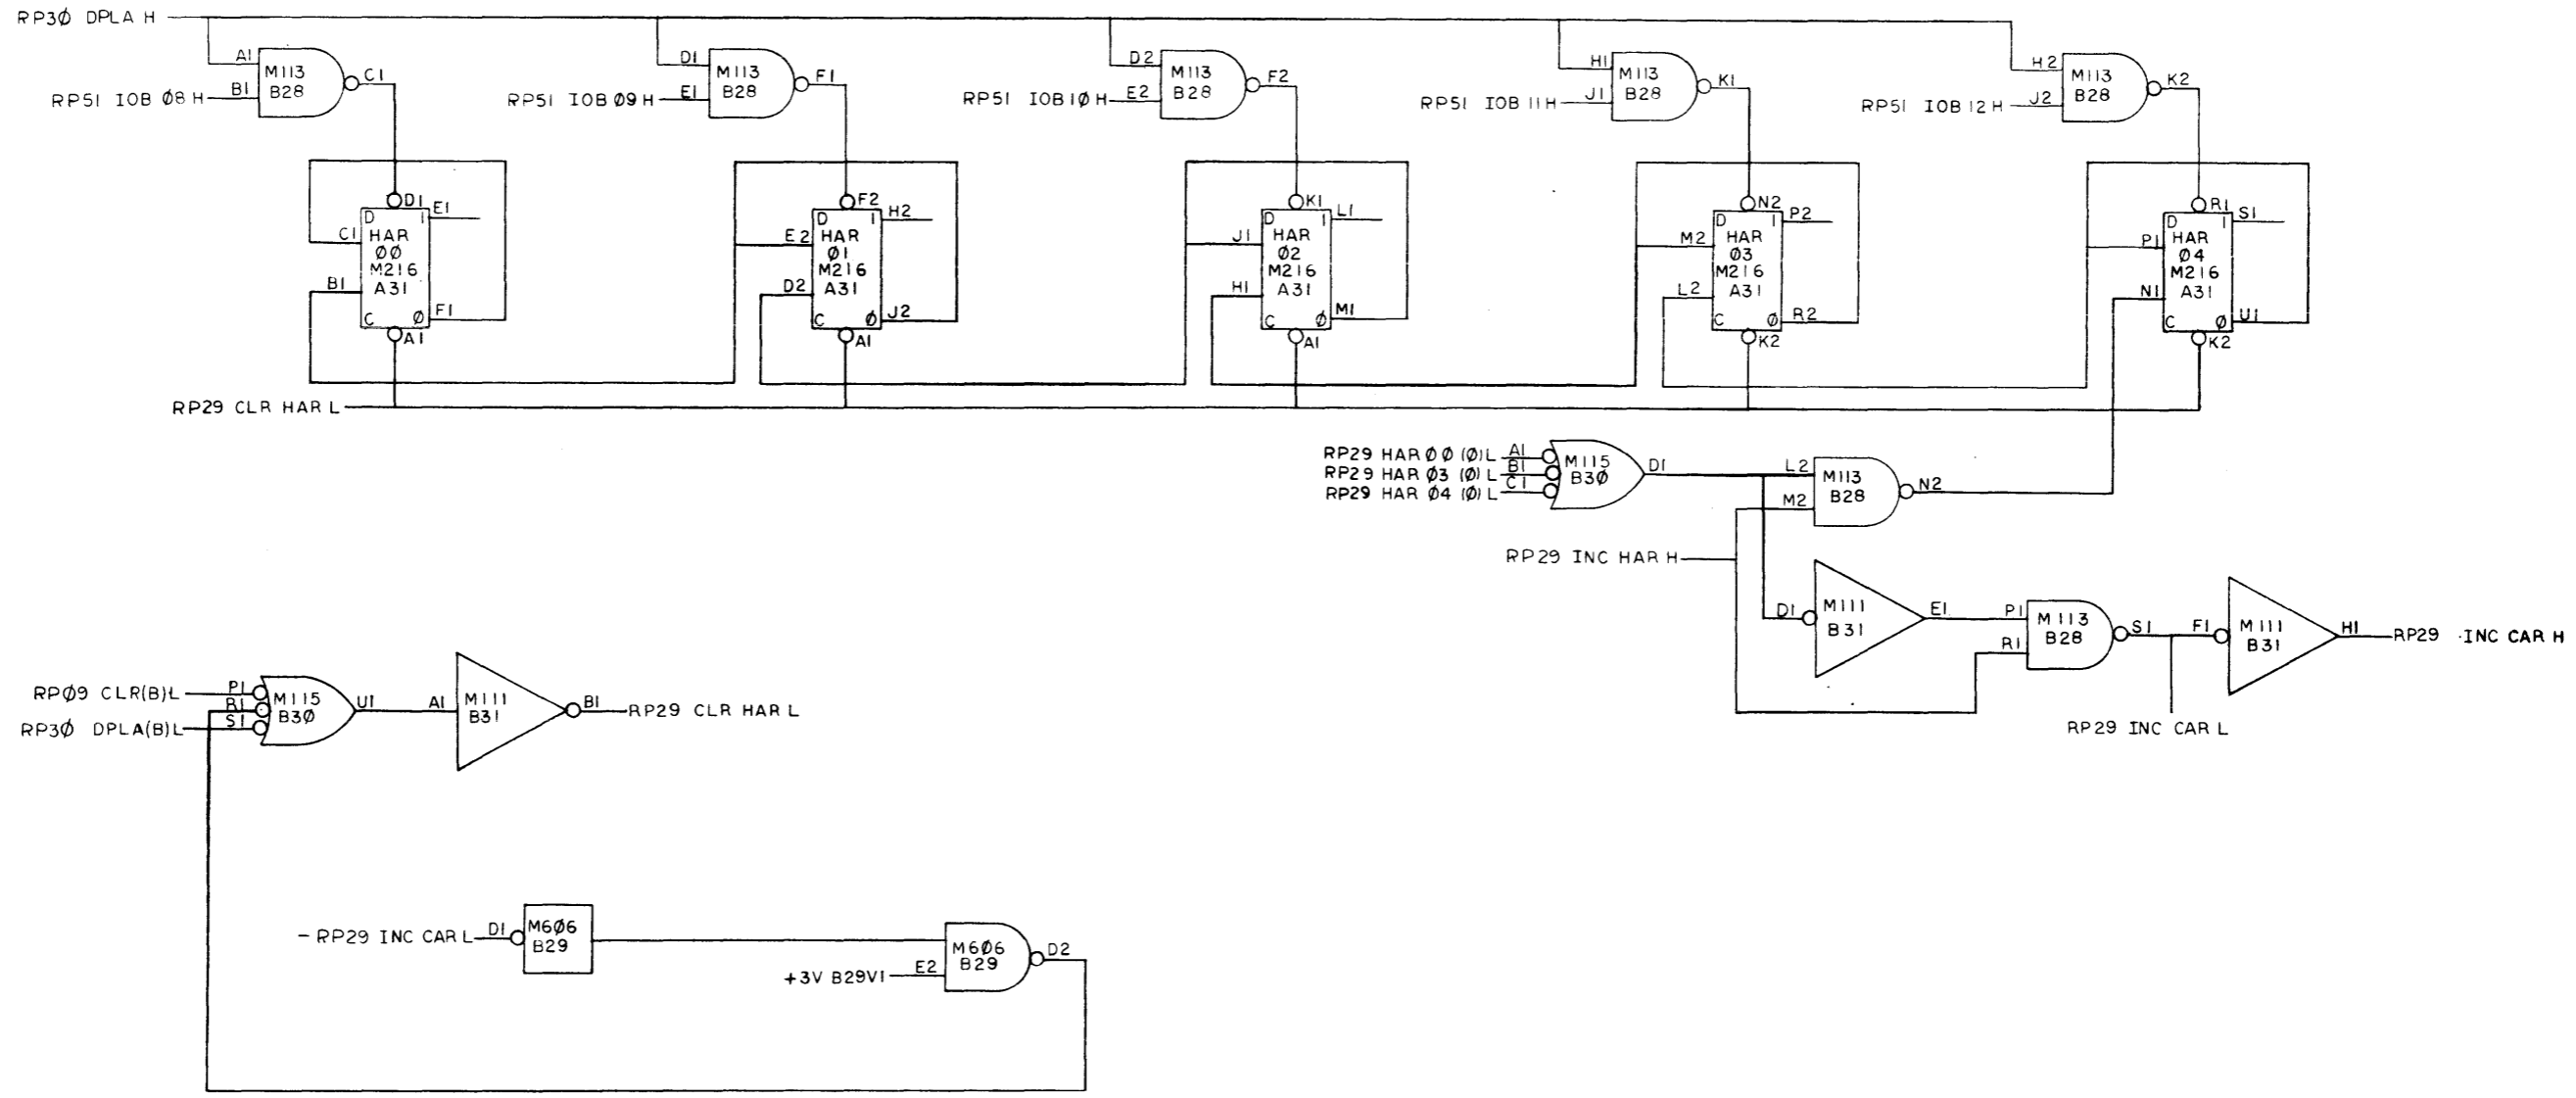 RP3Ø DPLA H
A1 M113 B28 C1
RP51 IOB Ø8 H B1
D1 M113 B28 F1
RP51 IOB Ø9 H E1
D2 M113 B28 F2
RP51 IOB 1Ø H E2
H1 M113 B28 K1
RP51 IOB 11 H J1
H2 M113 B28 K2
RP51 IOB 12 H J2
D1
D 1 E1
C1 HAR
ØØ
M216
B1 A31
C Ø F1
A1
F2
D 1 H2
E2 HAR
Ø1
M216
D2 A31
C Ø J2
A1
K1
D 1 L1
J1 HAR
Ø2
M216
H1 A31
C Ø M1
A1
N2
D 1 P2
M2 HAR
Ø3
M216
L2 A31
C Ø R2
K2
R1
D 1 S1
P1 HAR
Ø4
M216
N1 A31
C Ø U1
K2
RP29 CLR HAR L
RP29 HAR ØØ (Ø) L A1
RP29 HAR Ø3 (Ø) L B1
RP29 HAR Ø4 (Ø) L C1
M115
B3Ø
D1
L2 M113
M2 B28
N2
RP29 INC HAR H
D1 M111
B31
E1
P1 M113
R1 B28
S1
F1 M111
B31
H1 RP29 INC CAR H
RP29 INC CAR L
RPØ9 CLR(B)L P1
R1
RP3Ø DPLA(B)L S1
M115
B3Ø
U1
A1 M111
B31
B1 RP29 CLR HAR L
– RP29 INC CAR L D1
M6Ø6
B29
+3V B29V1 E2
M6Ø6
B29
D2